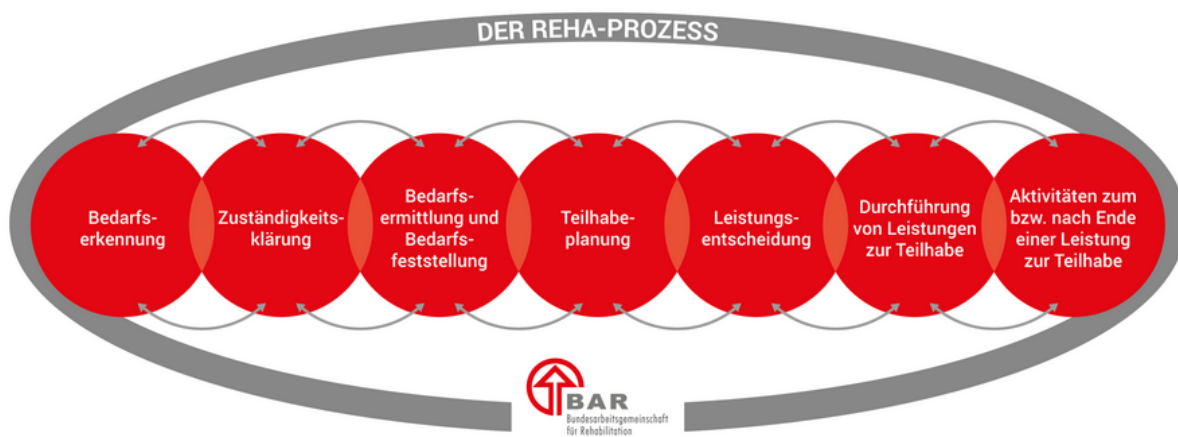 DER REHA-PROZESS
Bedarfs-
erkennung
Zuständigkeits-
klärung
Bedarfs-
ermittlung und
Bedarfs-
feststellung
Teilhabe-
planung
Leistungs-
entscheidung
Durchführung
von Leistungen
zur Teilhabe
Aktivitäten zum
bzw. nach Ende
einer Leistung
zur Teilhabe
BAR
Bundesarbeitsgemeinschaft
für Rehabilitation